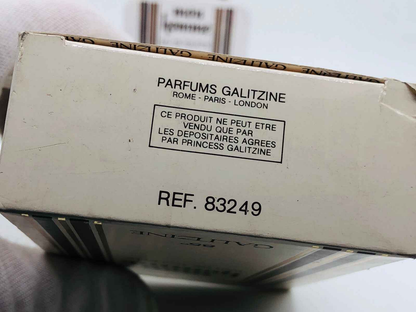 PARFUMS GALITZINE
ROME - PARIS - LONDON
CE PRODUIT NE PEUT ETRE
VENDU QUE PAR
LES DEPOSITAIRES AGREES
PAR PRINCESS GALITZINE
REF. 83249
GALITZINE